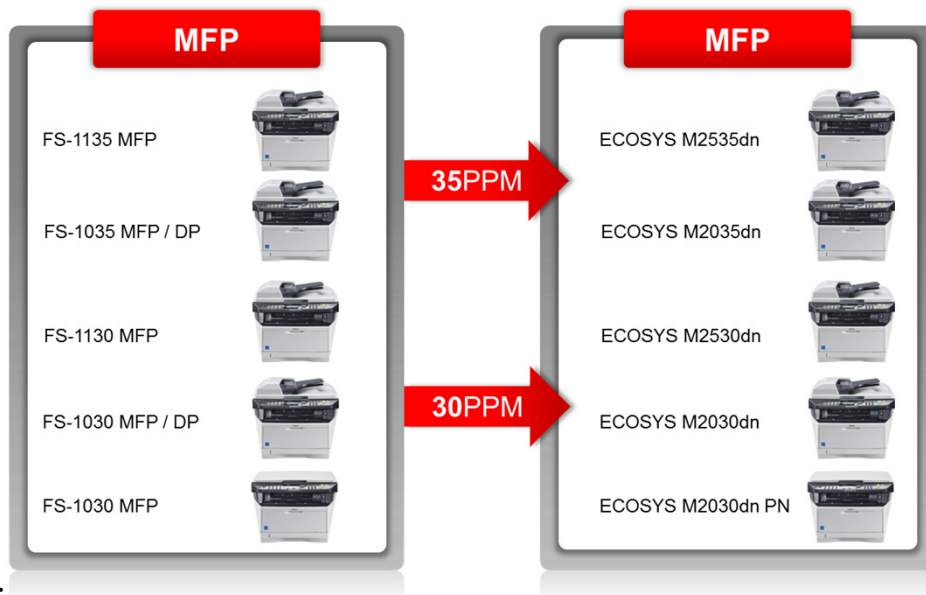 MFP
FS-1135 MFP
FS-1035 MFP / DP
FS-1130 MFP
FS-1030 MFP / DP
FS-1030 MFP
35PPM
30PPM
MFP
ECOSYS M2535dn
ECOSYS M2035dn
ECOSYS M2530dn
ECOSYS M2030dn
ECOSYS M2030dn PN